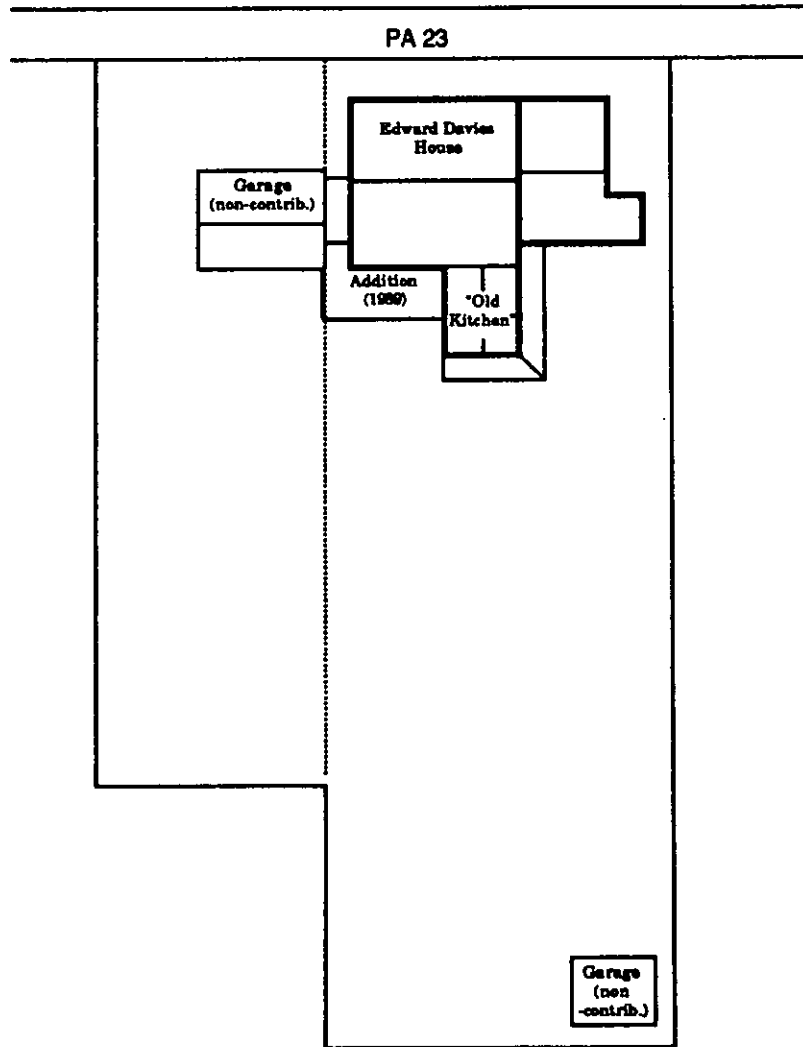 PA 23
Edward Davies
House
Garage
(non-contrib.)
Addition
(1989)
"Old
Kitchen"
Garage
(non
-contrib.)